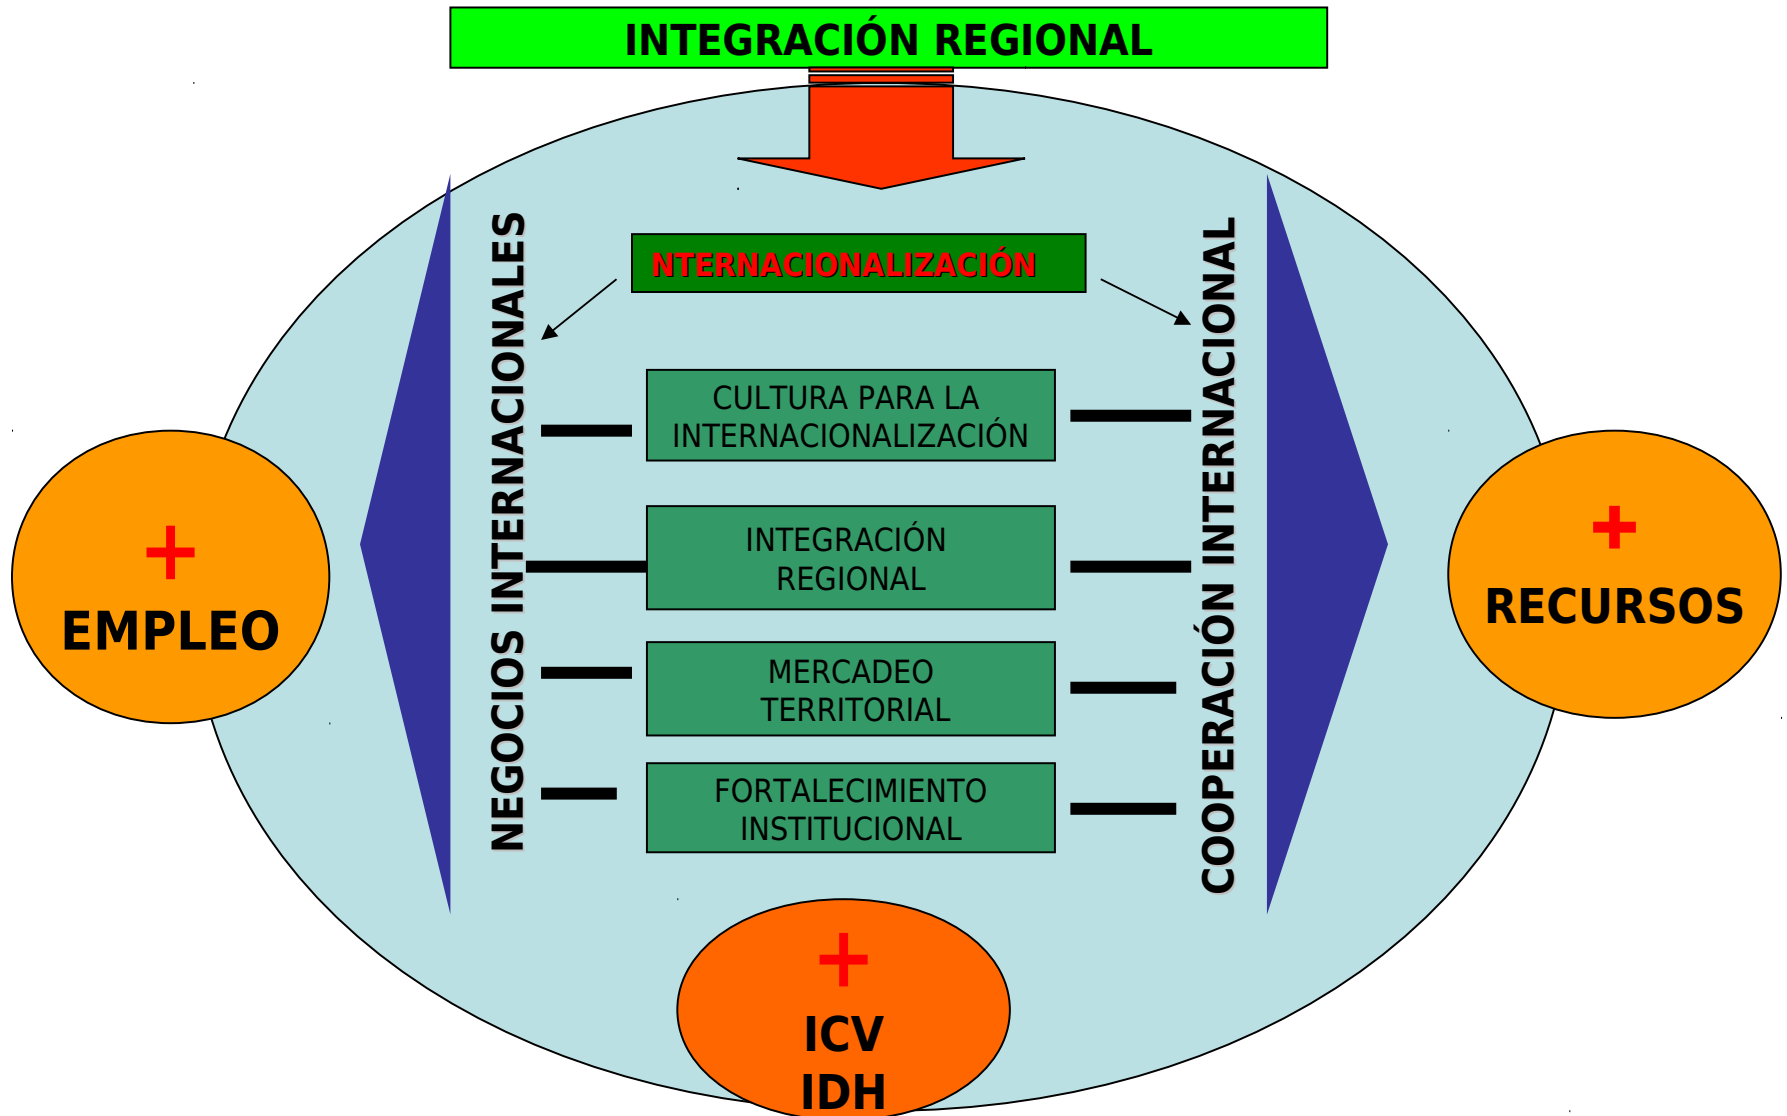 INTEGRACIÓN REGIONAL
NTERNACIONALIZACIÓN
NEGOCIOS INTERNACIONALES
COOPERACIÓN INTERNACIONAL
CULTURA PARA LA
INTERNACIONALIZACIÓN
INTEGRACIÓN
REGIONAL
MERCADEO
TERRITORIAL
FORTALECIMIENTO
INSTITUCIONAL
+
EMPLEO
+
RECURSOS
+
ICV
IDH